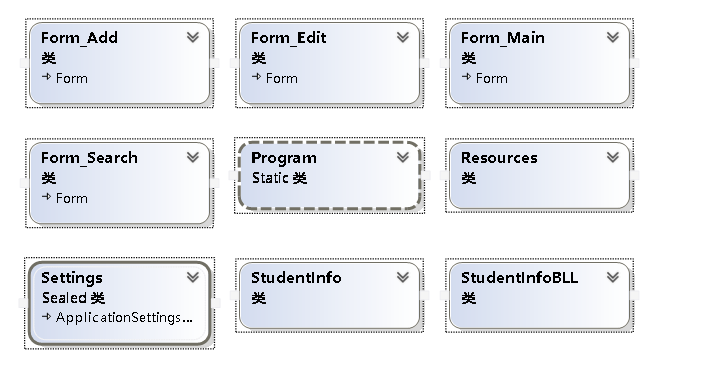 Form_Add
类
Form
Form_Edit
类
Form
Form_Main
类
Form
Form_Search
类
Form
Program
Static 类
Resources
类
Settings
Sealed 类
ApplicationSettings...
StudentInfo
类
StudentInfoBLL
类